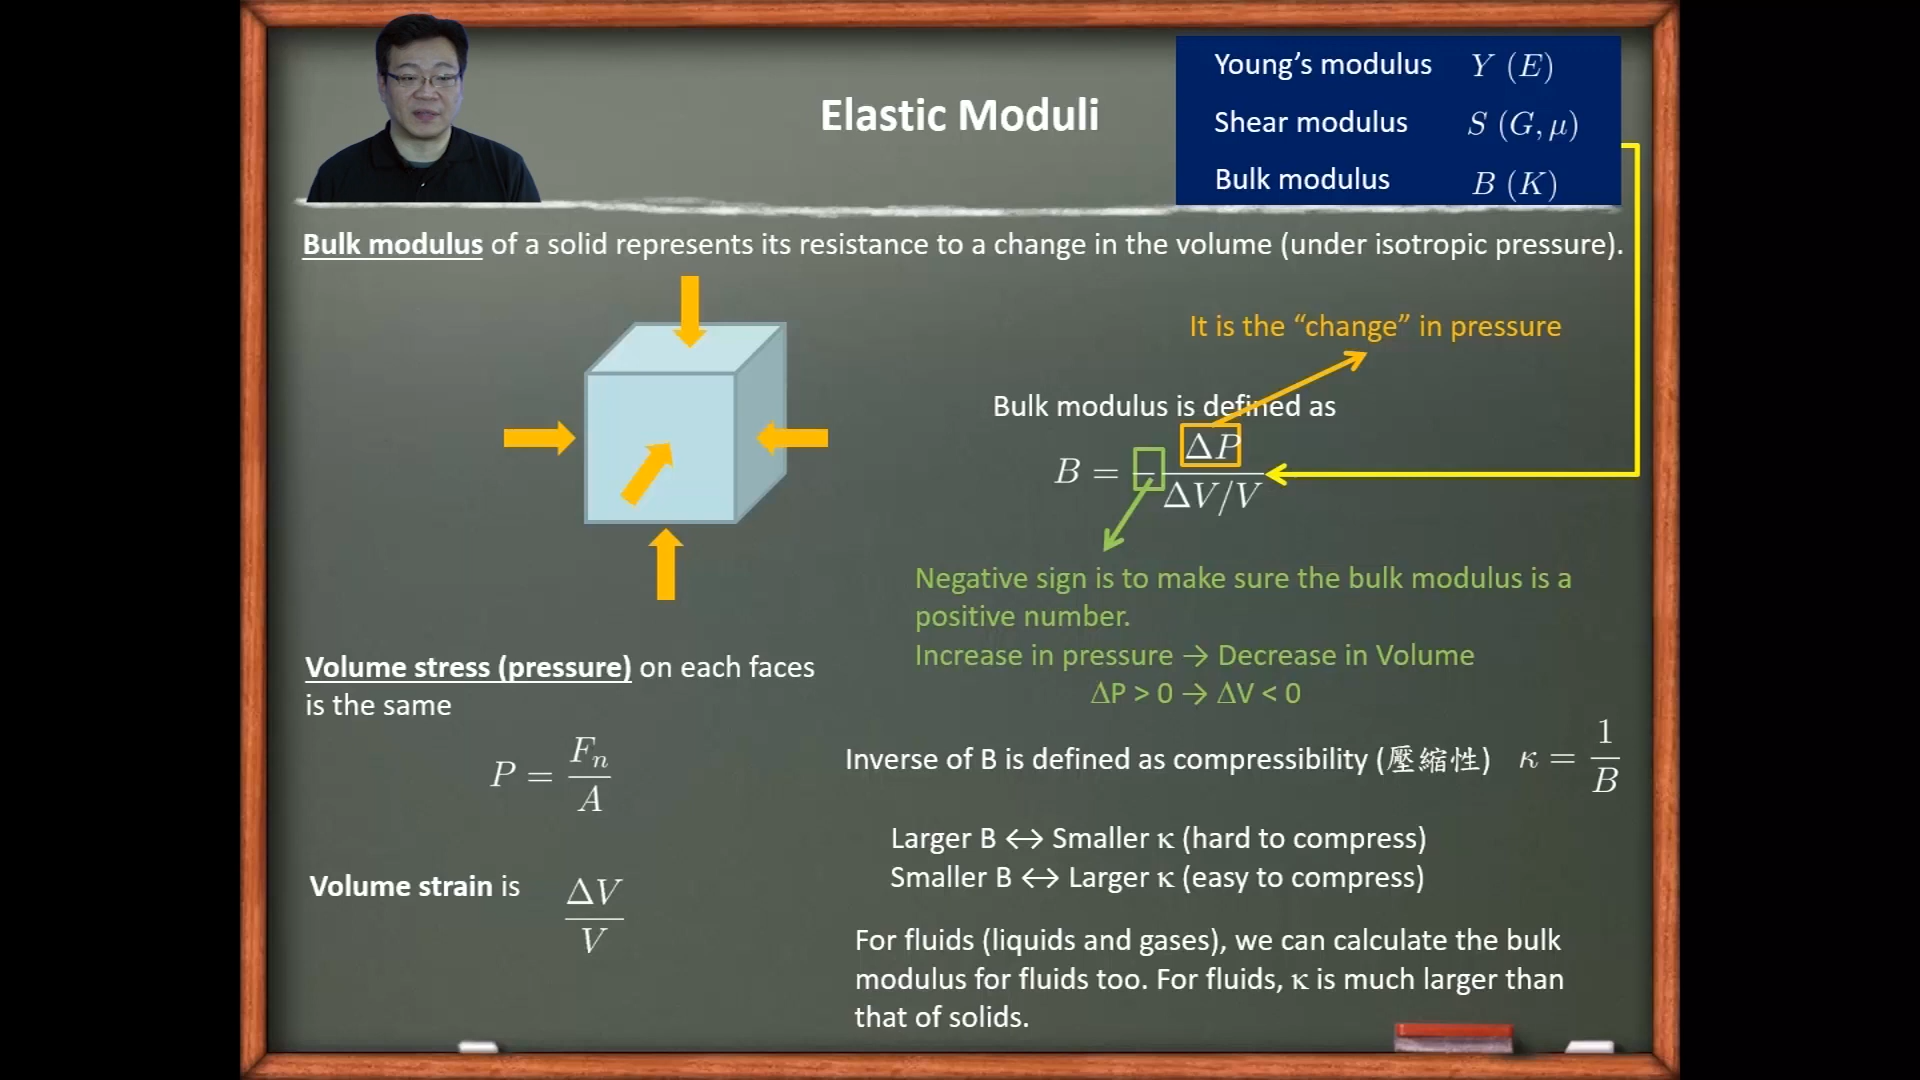 Elastic Moduli
Young's modulus Y (E)
Shear modulus S (G, μ)
Bulk modulus B (K)
Bulk modulus of a solid represents its resistance to a change in the volume (under isotropic pressure).
It is the “change” in pressure
Bulk modulus is defined as
B = − ΔP / ΔV/V
Negative sign is to make sure the bulk modulus is a
positive number.
Increase in pressure → Decrease in Volume
ΔP > 0 → ΔV < 0
Volume stress (pressure) on each faces
is the same
P = Fₙ / A
Volume strain is ΔV / V
Inverse of B is defined as compressibility (壓縮性) κ = 1 / B
Larger B ↔ Smaller κ (hard to compress)
Smaller B ↔ Larger κ (easy to compress)
For fluids (liquids and gases), we can calculate the bulk
modulus for fluids too. For fluids, κ is much larger than
that of solids.